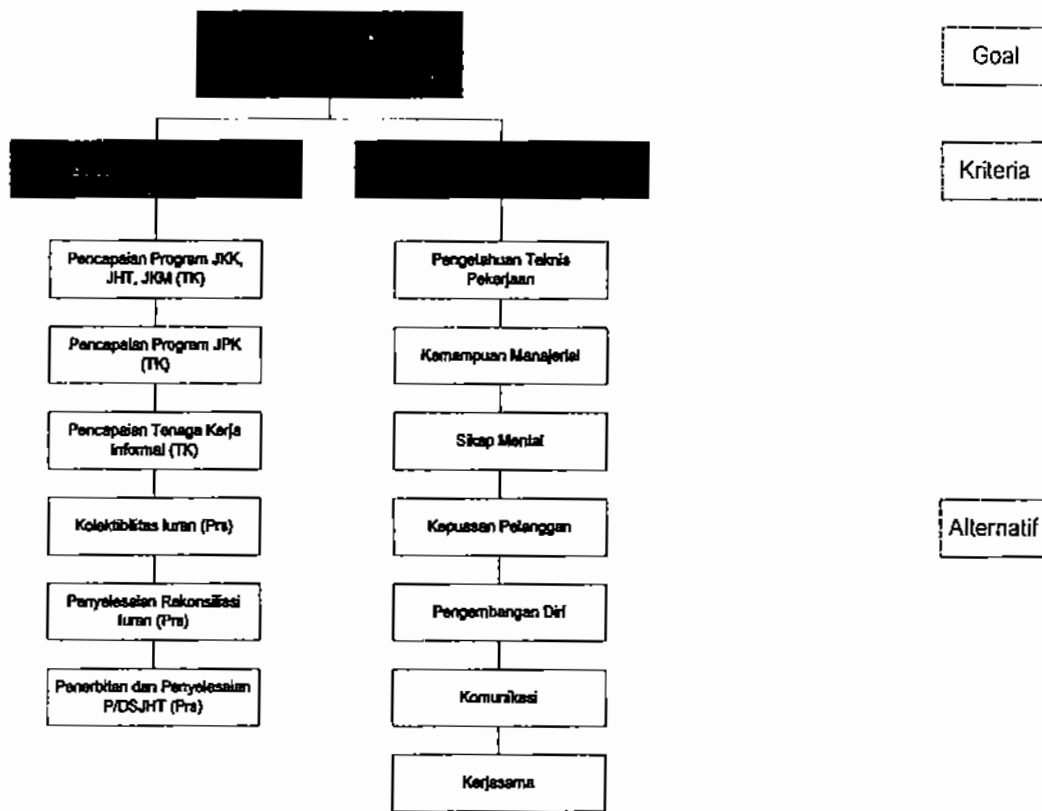 Goal
Kriteria
Pencapaian Program JKK,
JHT, JKM (TK)
Pengetahuan Teknis
Pekerjaan
Pencapaian Program JPK
(TK)
Kemampuan Manajerial
Pencapaian Tenaga Kerja
Informal (TK)
Sikap Mental
Kolektibilitas Iuran (Prs)
Kepuasan Pelanggan
Alternatif
Penyelesaian Rekonsiliasi
Iuran (Prs)
Pengembangan Diri
Penerbitan dan Penyelesaian
P/DSJHT (Prs)
Komunikasi
Kerjasama